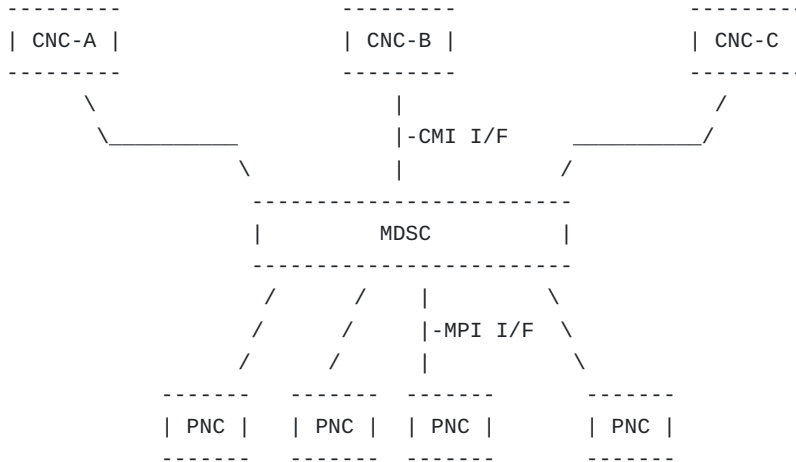 CNC-A CNC-B CNC-C
-CMI I/F
MDSC
-MPI I/F
PNC PNC PNC PNC